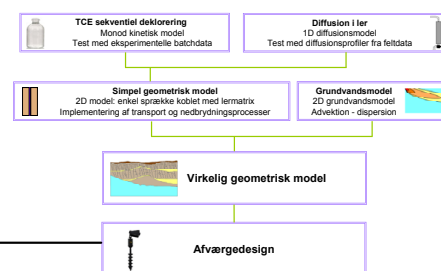 TCE sekventiel deklorering
Monod kinetisk model
Test med eksperimentelle batchdata
Diffusion i ler
1D diffusionsmodel
Test med diffusionsprofiler fra feltdata
Simpel geometrisk model
2D model: enkel sprække koblet med lermatrix
Implementering af transport og nedbrydningsprocesser
Grundvandsmodel
2D grundvandsmodel
Advektion - dispersion
Virkelig geometrisk model
Afværgedesign